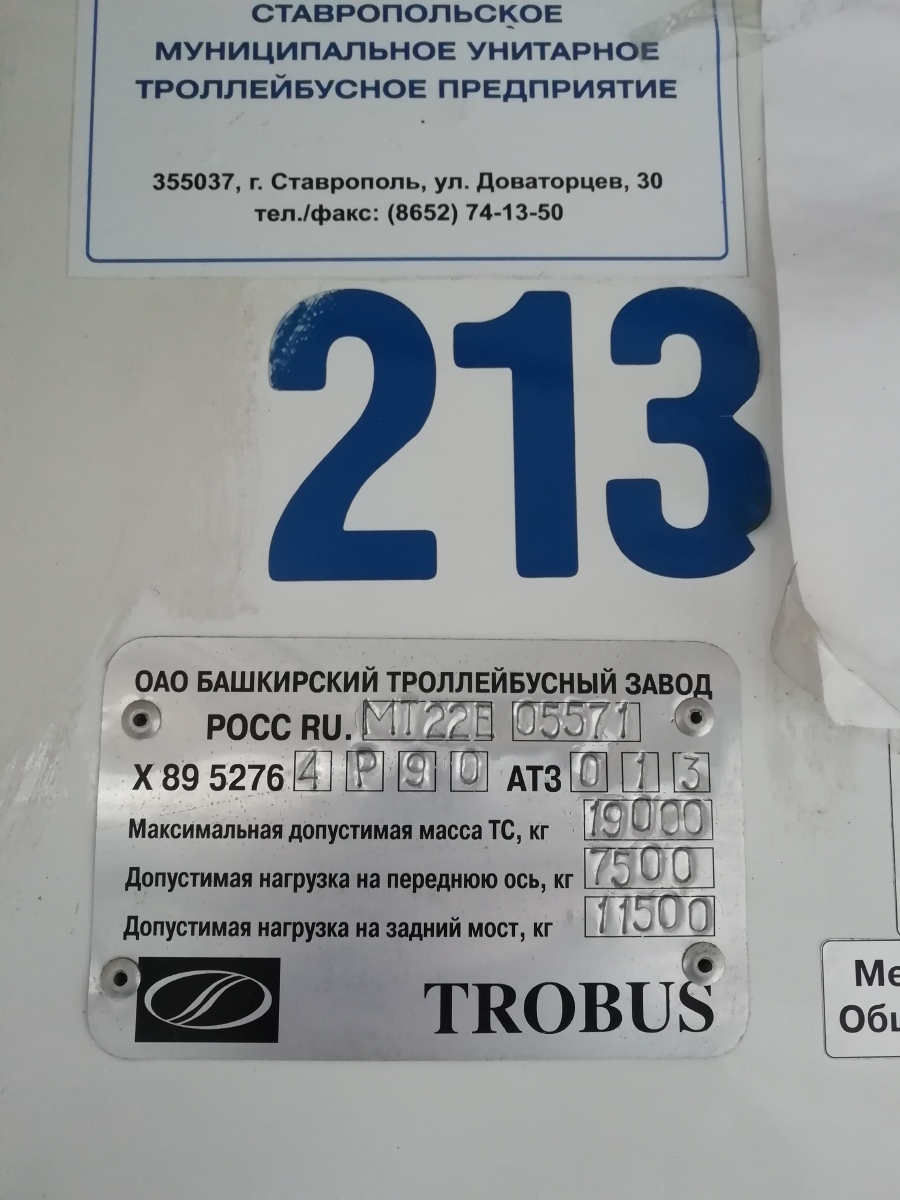 СТАВРОПОЛЬСКОЕ
МУНИЦИПАЛЬНОЕ УНИТАРНОЕ
ТРОЛЛЕЙБУСНОЕ ПРЕДПРИЯТИЕ
355037, г. Ставрополь, ул. Доваторцев, 30
тел./факс: (8652) 74-13-50
213
ОАО БАШКИРСКИЙ ТРОЛЛЕЙБУСНЫЙ ЗАВОД
РОСС RU. МТ22В 05571
X 89 5276 4 Р 9 0 АТ3 0 1 3
Максимальная допустимая масса ТС, кг 19000
Допустимая нагрузка на переднюю ось, кг 7500
Допустимая нагрузка на задний мост, кг 11500
TROBUS